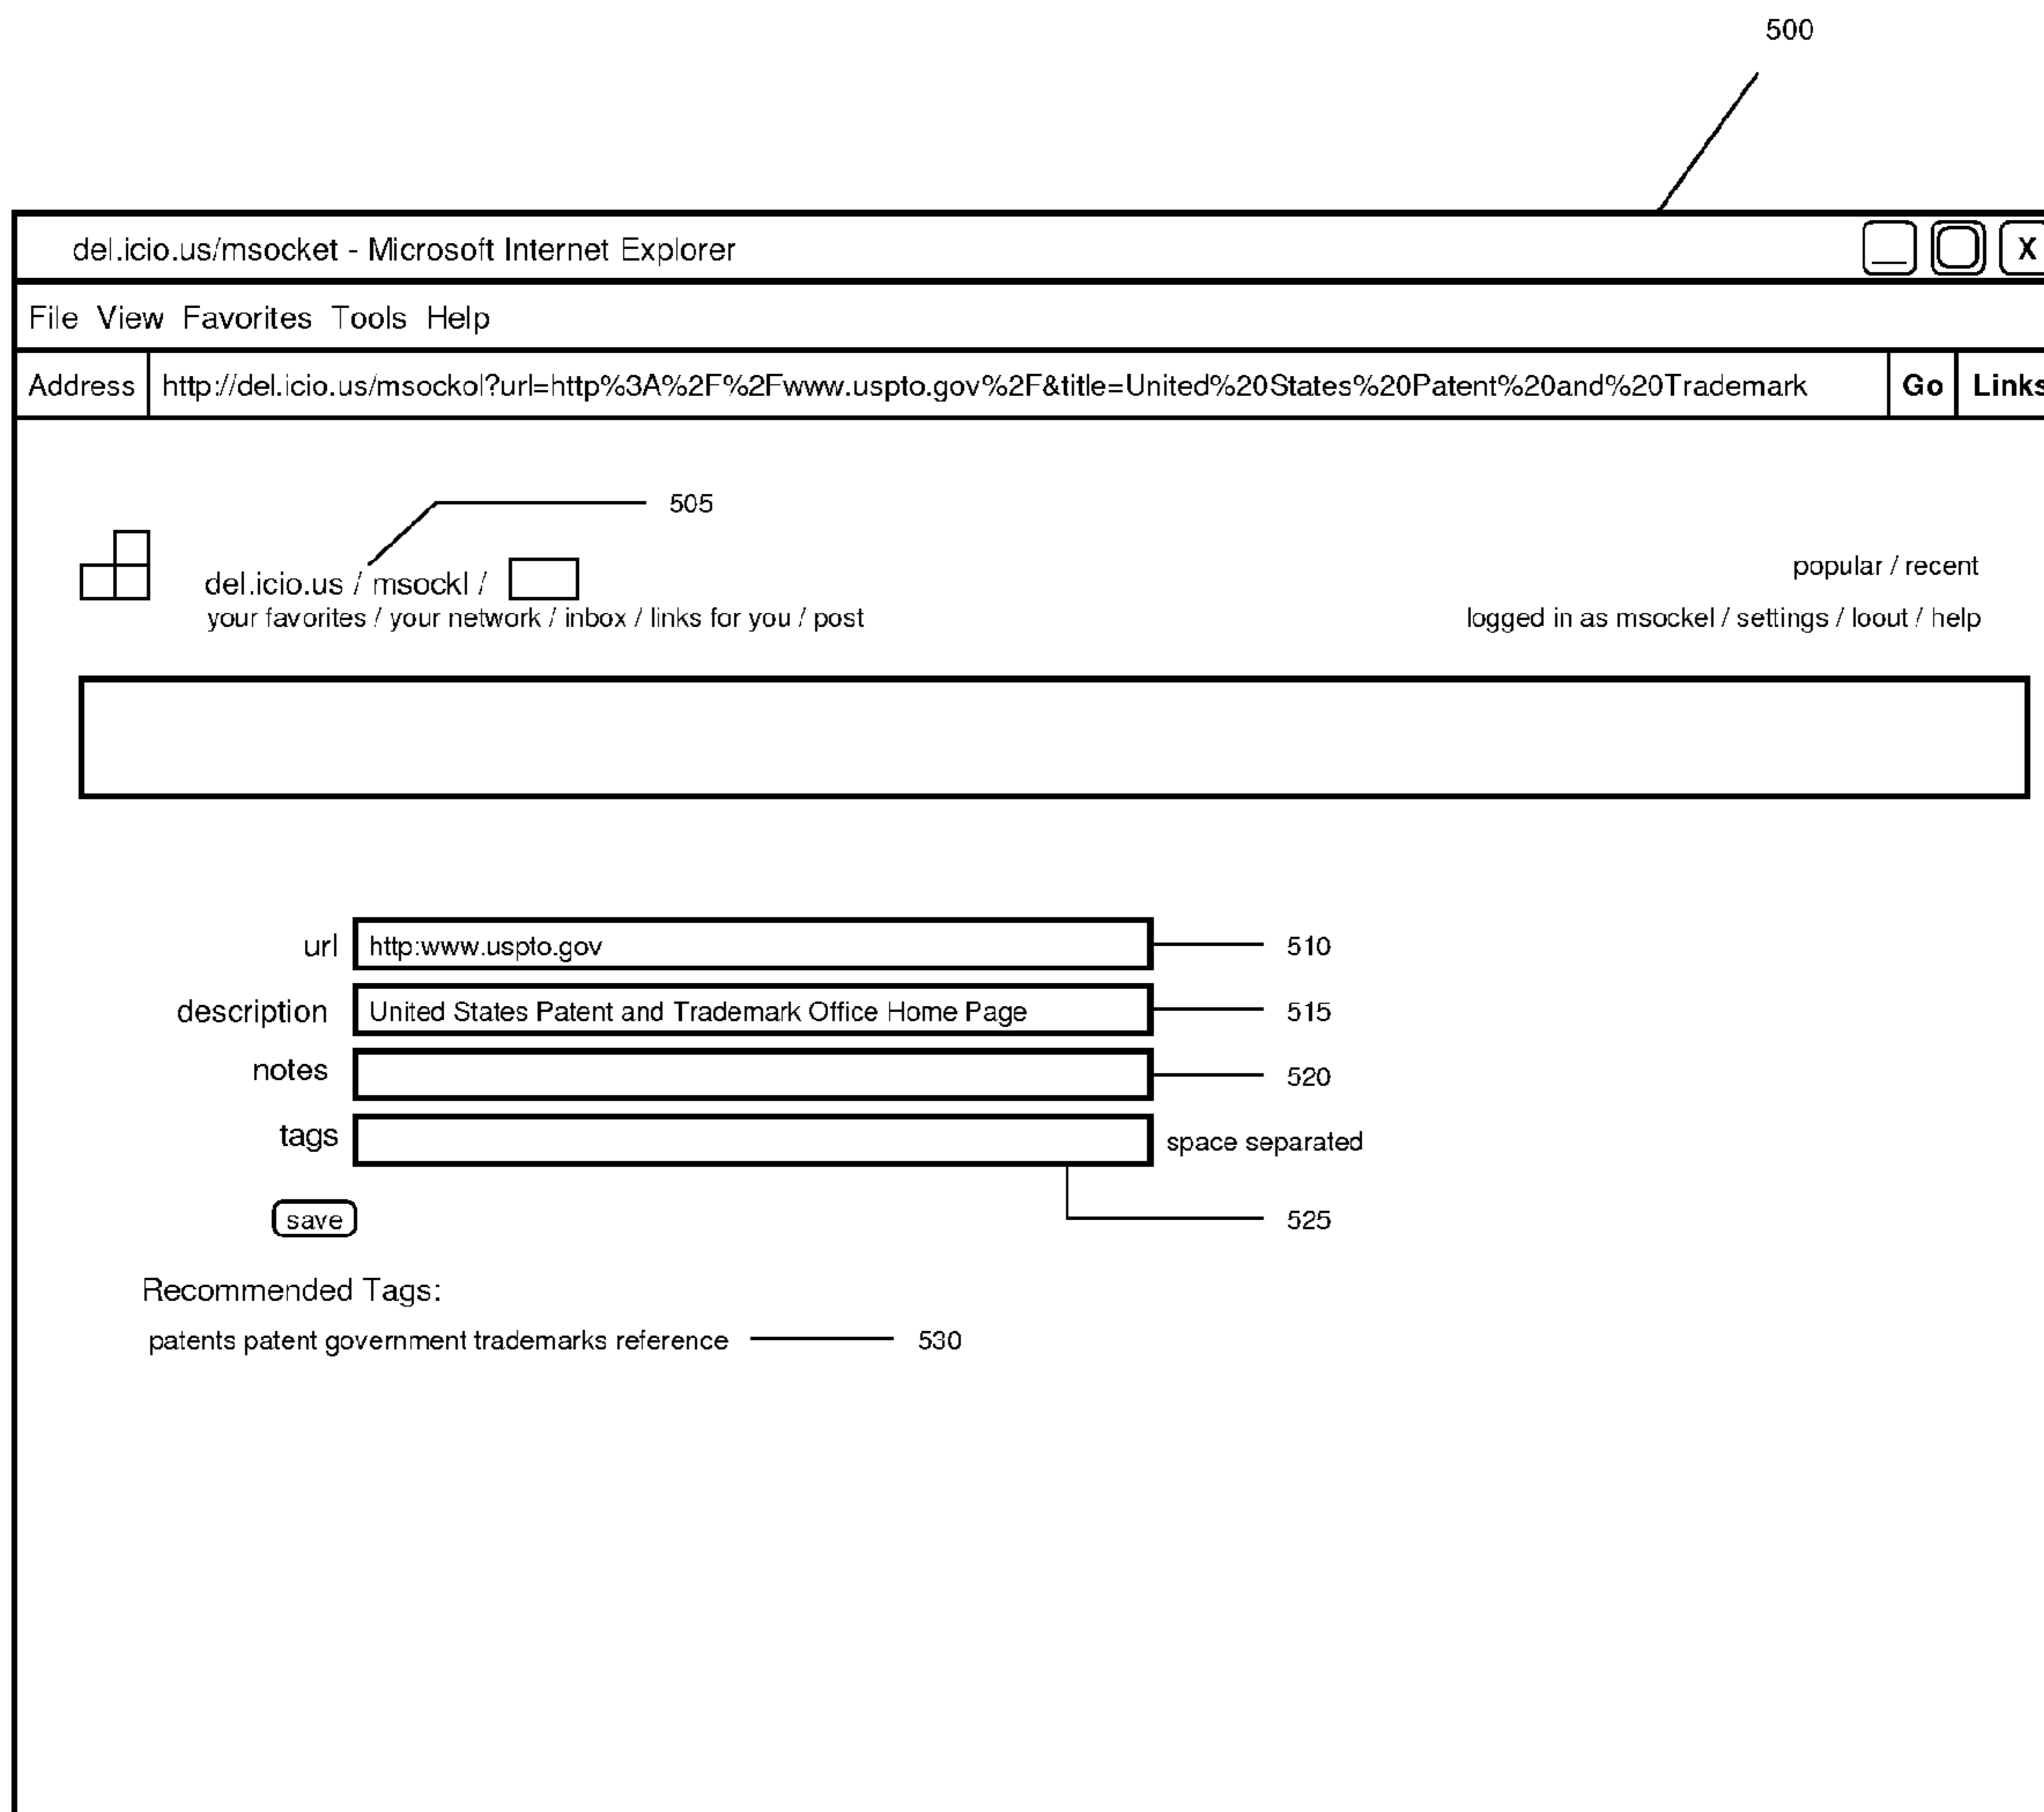 500
del.icio.us/msocket - Microsoft Internet Explorer
X
File View Favorites Tools Help
Address http://del.icio.us/msockol?url=http%3A%2F%2Fwww.uspto.gov%2F&title=United%20States%20Patent%20and%20Trademark Go Links
505
del.icio.us / msockl /
popular / recent
your favorites / your network / inbox / links for you / post
logged in as msockel / settings / loout / help
url http:www.uspto.gov 510
description United States Patent and Trademark Office Home Page 515
notes 520
tags space separated
save 525
Recommended Tags:
patents patent government trademarks reference 530